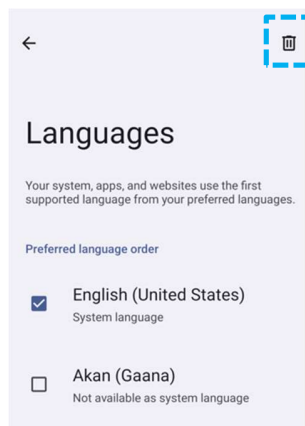 Languages
Your system, apps, and websites use the first
supported language from your preferred languages.
Preferred language order
English (United States)
System language
Akan (Gaana)
Not available as system language